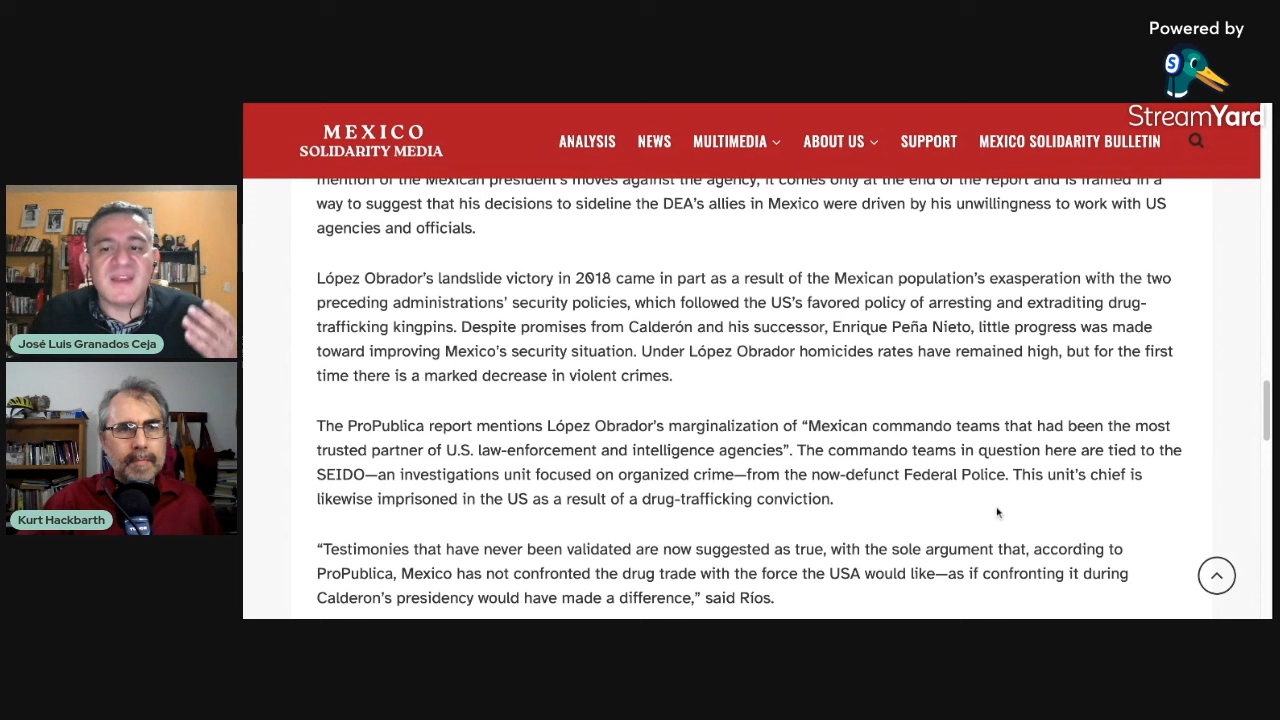 Powered by
S
StreamYard
MEXICO
SOLIDARITY MEDIA
ANALYSIS NEWS MULTIMEDIA ABOUT US SUPPORT MEXICO SOLIDARITY BULLETIN
mention of the Mexican president’s moves against the agency, it comes only at the end of the report and is framed in a
way to suggest that his decisions to sideline the DEA’s allies in Mexico were driven by his unwillingness to work with US
agencies and officials.
López Obrador’s landslide victory in 2018 came in part as a result of the Mexican population’s exasperation with the two
preceding administrations’ security policies, which followed the US’s favored policy of arresting and extraditing drug-
trafficking kingpins. Despite promises from Calderón and his successor, Enrique Peña Nieto, little progress was made
toward improving Mexico’s security situation. Under López Obrador homicides rates have remained high, but for the first
time there is a marked decrease in violent crimes.
The ProPublica report mentions López Obrador’s marginalization of “Mexican commando teams that had been the most
trusted partner of U.S. law-enforcement and intelligence agencies”. The commando teams in question here are tied to the
SEIDO—an investigations unit focused on organized crime—from the now-defunct Federal Police. This unit’s chief is
likewise imprisoned in the US as a result of a drug-trafficking conviction.
“Testimonies that have never been validated are now suggested as true, with the sole argument that, according to
ProPublica, Mexico has not confronted the drug trade with the force the USA would like—as if confronting it during
Calderon’s presidency would have made a difference,” said Ríos.
José Luis Granados Ceja
Kurt Hackbarth